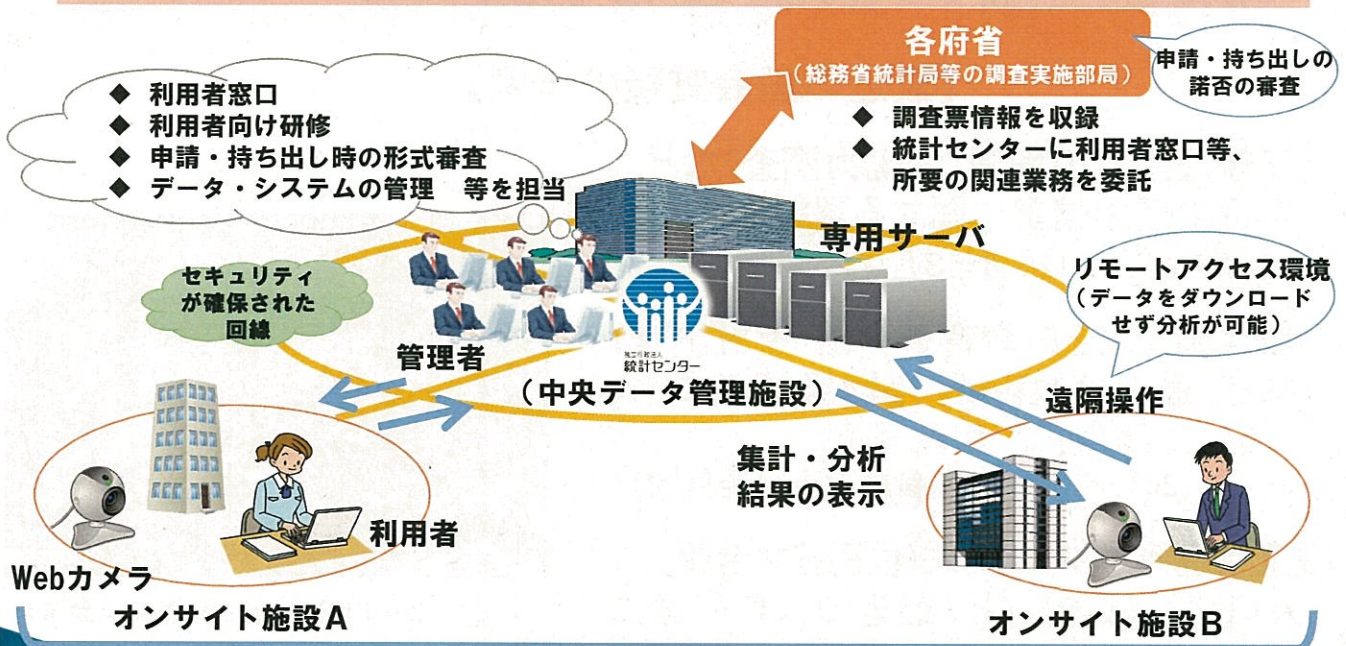 各府省
（総務省統計局等の調査実施部局）
申請・持ち出しの
諾否の審査
◆ 利用者窓口
◆ 利用者向け研修
◆ 申請・持ち出し時の形式審査
◆ データ・システムの管理　等を担当
◆ 調査票情報を収録
◆ 統計センターに利用者窓口等、
所要の関連業務を委託
専用サーバ
セキュリティ
が確保された
回線
リモートアクセス環境
（データをダウンロード
せず分析が可能）
管理者
独立行政法人
統計センター
（中央データ管理施設）
遠隔操作
集計・分析
結果の表示
利用者
Webカメラ
オンサイト施設A
オンサイト施設B